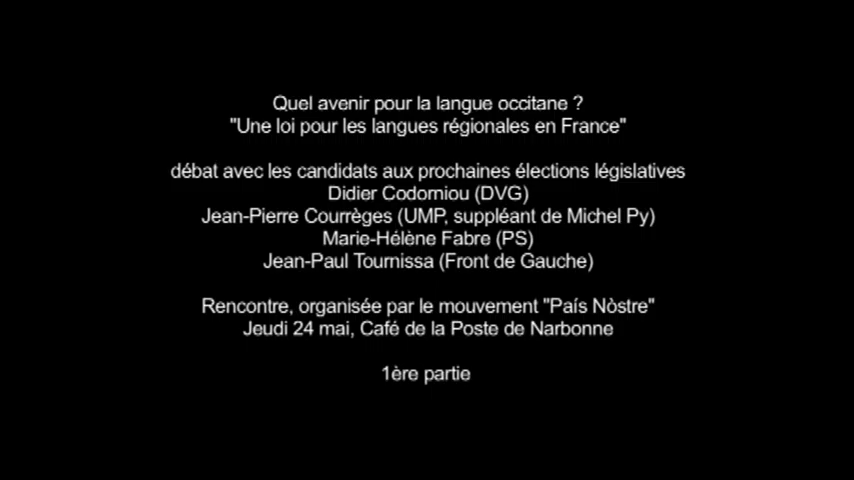 Quel avenir pour la langue occitane ?
"Une loi pour les langues régionales en France"
débat avec les candidats aux prochaines élections législatives
Didier Codorniou (DVG)
Jean-Pierre Courrèges (UMP, suppléant de Michel Py)
Marie-Hélène Fabre (PS)
Jean-Paul Tournissa (Front de Gauche)
Rencontre, organisée par le mouvement "País Nòstre"
Jeudi 24 mai, Café de la Poste de Narbonne
1ère partie